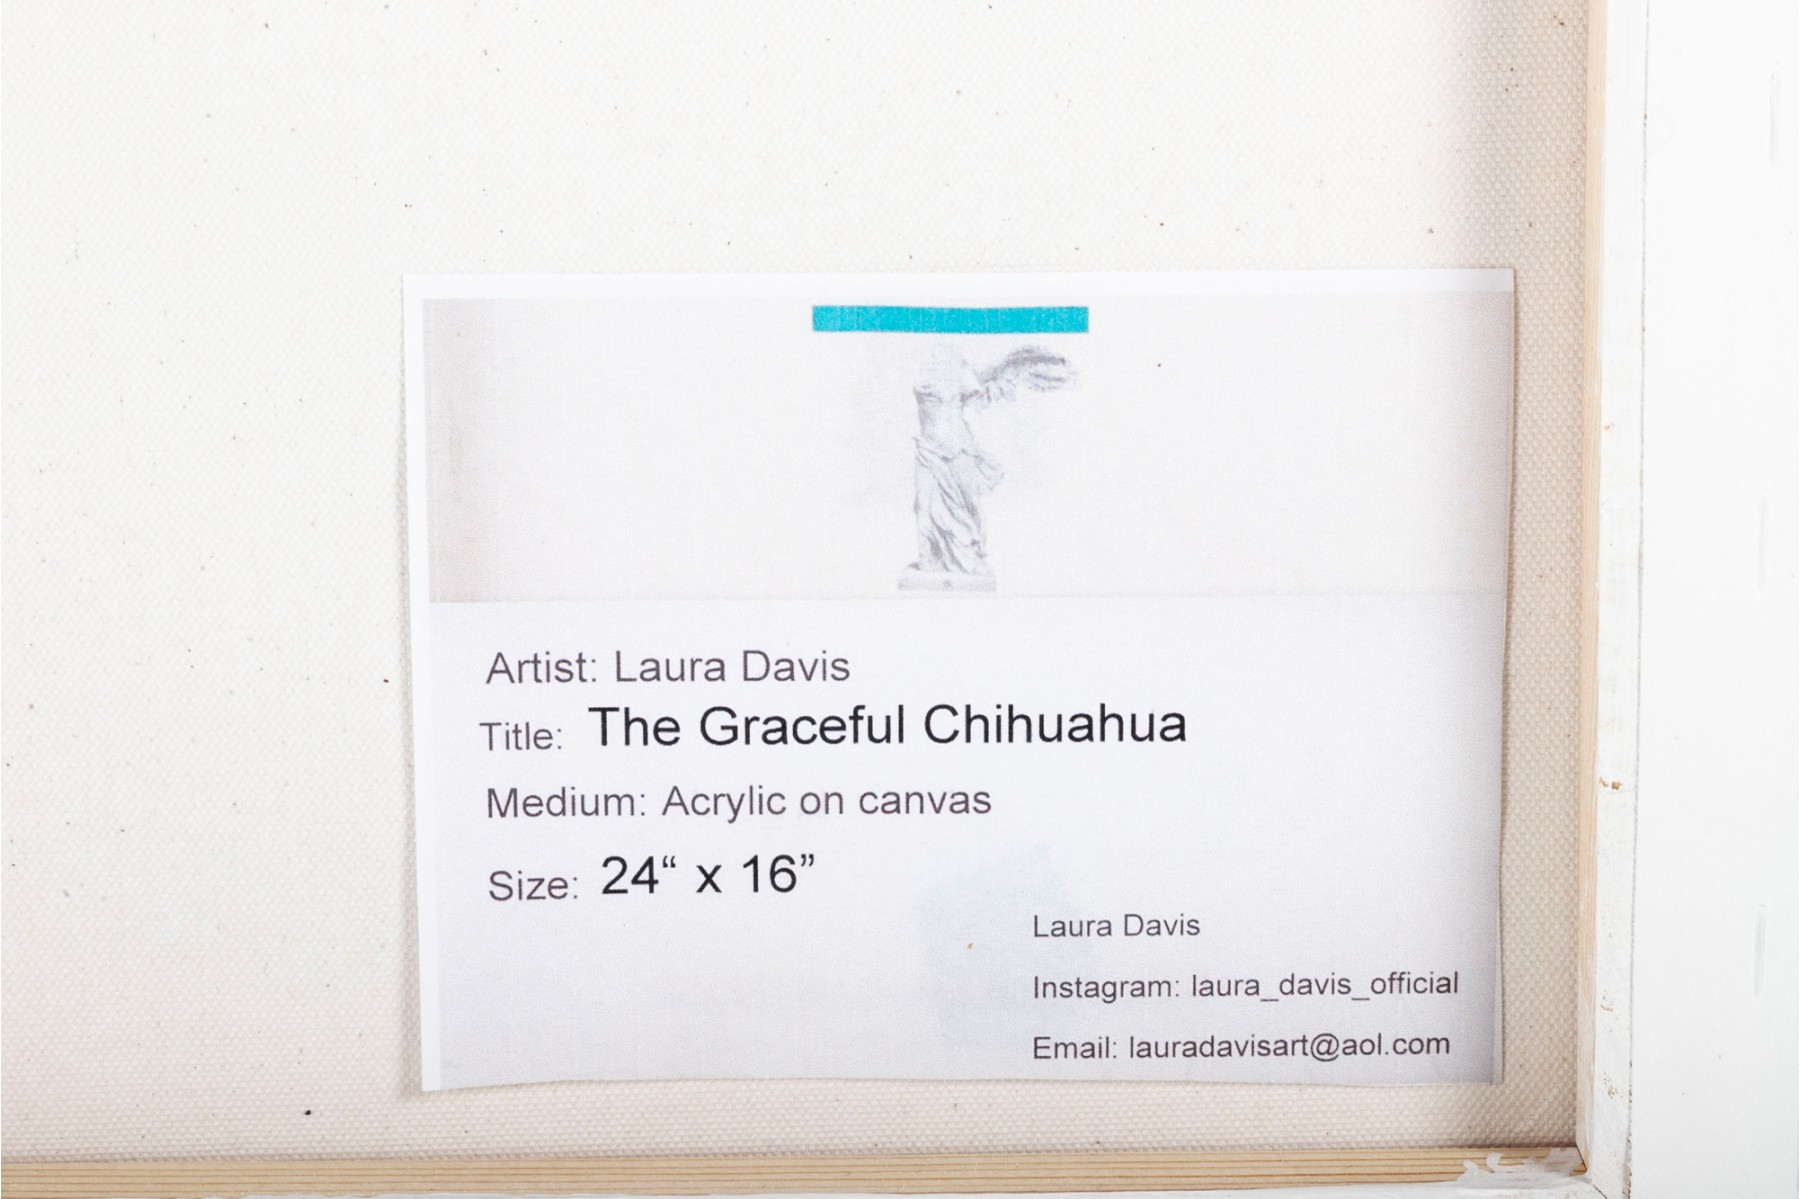 Artist: Laura Davis
Title: The Graceful Chihuahua
Medium: Acrylic on canvas
Size: 24“ x 16”
Laura Davis
Instagram: laura_davis_official
Email: lauradavisart@aol.com